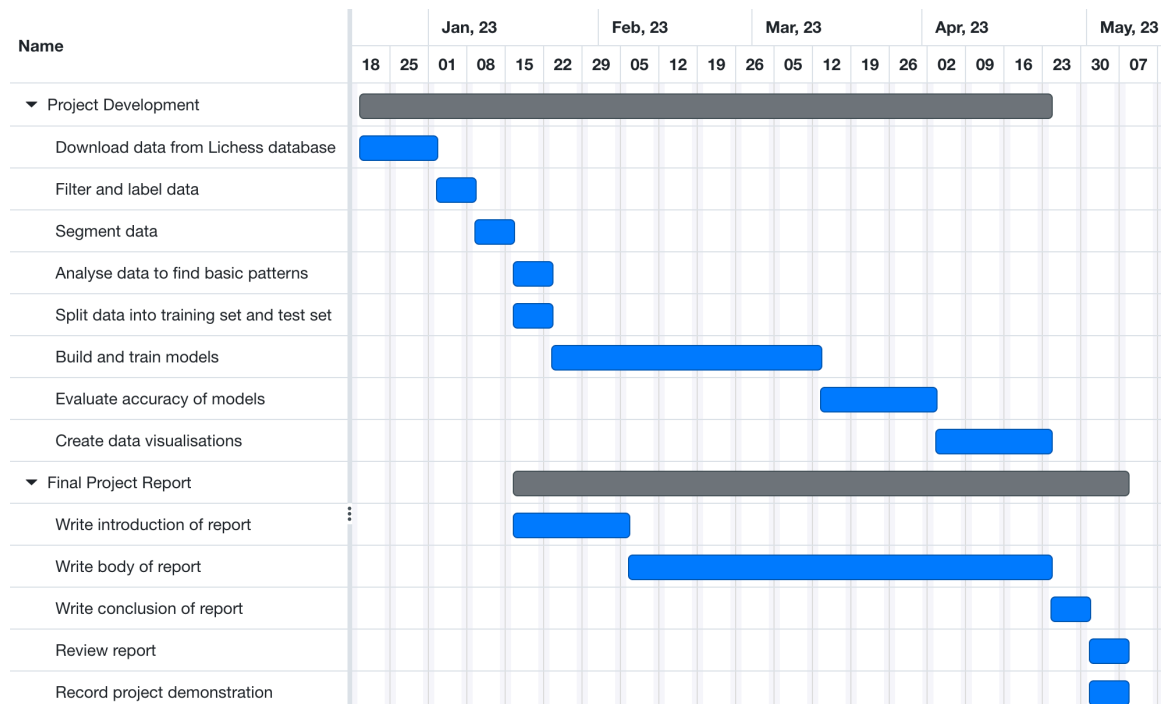 Name
Jan, 23 Feb, 23 Mar, 23 Apr, 23 May, 23
18 25 01 08 15 22 29 05 12 19 26 05 12 19 26 02 09 16 23 30 07
Project Development
Download data from Lichess database
Filter and label data
Segment data
Analyse data to find basic patterns
Split data into training set and test set
Build and train models
Evaluate accuracy of models
Create data visualisations
Final Project Report
Write introduction of report
Write body of report
Write conclusion of report
Review report
Record project demonstration